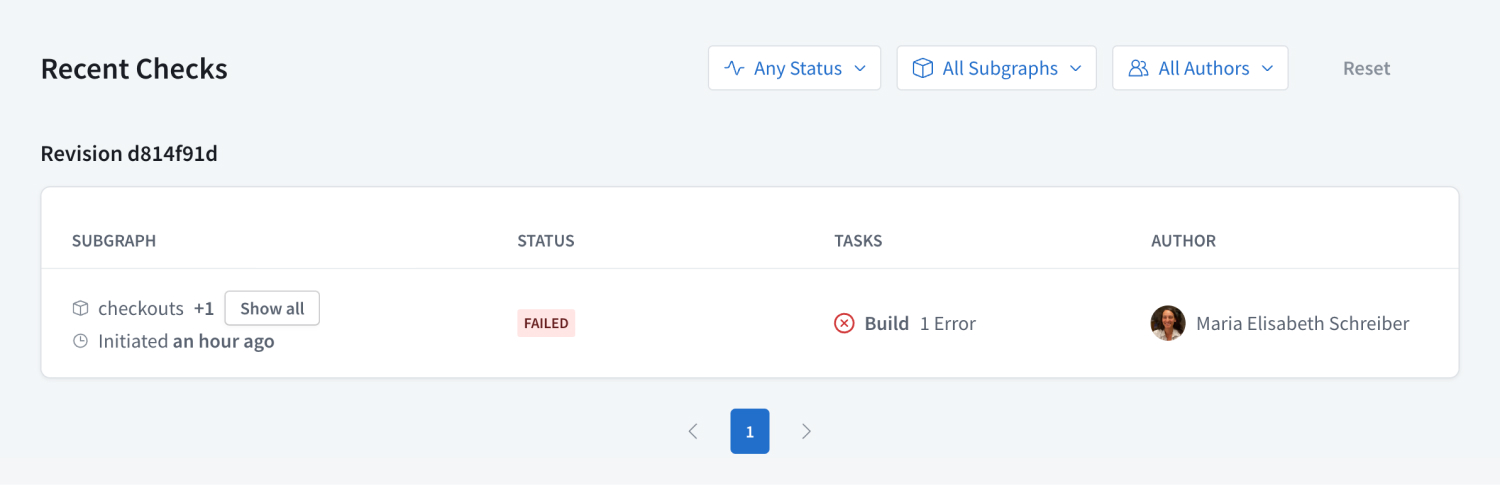 Recent Checks
Any Status
All Subgraphs
All Authors
Reset
Revision d814f91d
SUBGRAPH STATUS TASKS AUTHOR
checkouts +1 Show all
Initiated an hour ago
FAILED
Build 1 Error
Maria Elisabeth Schreiber
1